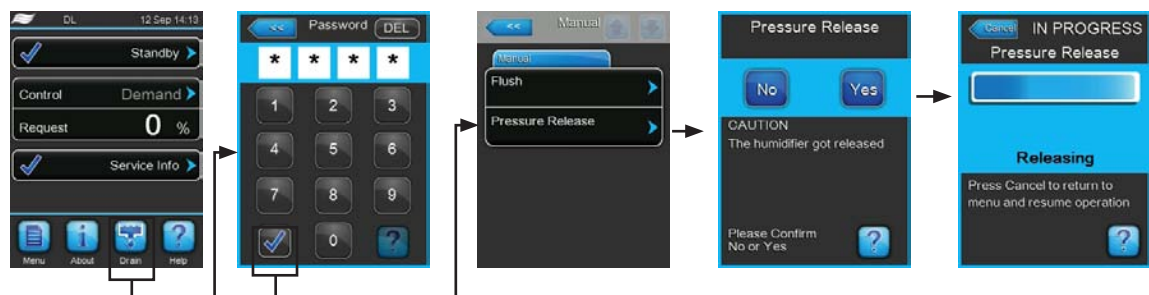 DL 12 Sep 14:13
Standby
Control Demand
Request 0 %
Service Info
Menu About Drain Help
<< Password DEL
* * * *
1 2 3
4 5 6
7 8 9
0 ?
<< Manual
Manual
Flush
Pressure Release
Pressure Release
No Yes
CAUTION
The humidifier got released
Please Confirm
No or Yes
?
Cancel IN PROGRESS
Pressure Release
Releasing
Press Cancel to return to
menu and resume operation
?